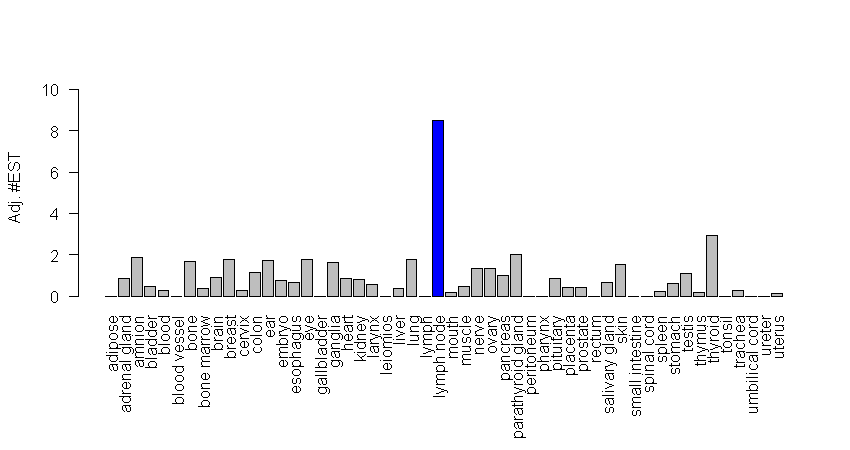 10
8
6
4
2
0
Adj. #EST
adipose
adrenal gland
amnion
bladder
blood
blood vessel
bone
bone marrow
brain
breast
cervix
colon
ear
embryo
esophagus
eye
gallbladder
ganglia
heart
kidney
larynx
leiomios
liver
lung
lymph
lymph node
mouth
muscle
nerve
ovary
pancreas
parathyroid gland
peritoneum
pharynx
pituitary
placenta
prostate
rectum
salivary gland
skin
small intestine
spinal cord
spleen
stomach
testis
thymus
thyroid
tonsil
trachea
umbilical cord
ureter
uterus